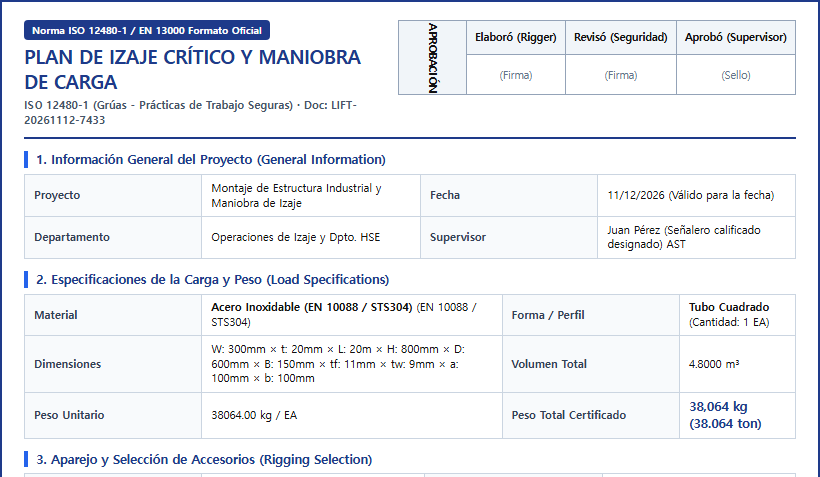 Norma ISO 12480-1 / EN 13000 Formato Oficial
PLAN DE IZAJE CRÍTICO Y MANIOBRA
DE CARGA
ISO 12480-1 (Grúas - Prácticas de Trabajo Seguras) · Doc: LIFT-
20261112-7433
APROBACIÓN
Elaboró (Rigger) Revisó (Seguridad) Aprobó (Supervisor)
(Firma) (Firma) (Sello)
1. Información General del Proyecto (General Information)
Proyecto
Montaje de Estructura Industrial y
Maniobra de Izaje
Fecha
11/12/2026 (Válido para la fecha)
Departamento
Operaciones de Izaje y Dpto. HSE
Supervisor
Juan Pérez (Señalero calificado
designado) AST
2. Especificaciones de la Carga y Peso (Load Specifications)
Material
Acero Inoxidable (EN 10088 / STS304) (EN 10088 /
STS304)
Forma / Perfil
Tubo Cuadrado
(Cantidad: 1 EA)
Dimensiones
W: 300mm × t: 20mm × L: 20m × H: 800mm × D:
600mm × B: 150mm × tf: 11mm × tw: 9mm × a:
100mm × b: 100mm
Volumen Total
4.8000 m³
Peso Unitario
38064.00 kg / EA
Peso Total Certificado
38,064 kg
(38.064 ton)
3. Aparejo y Selección de Accesorios (Rigging Selection)